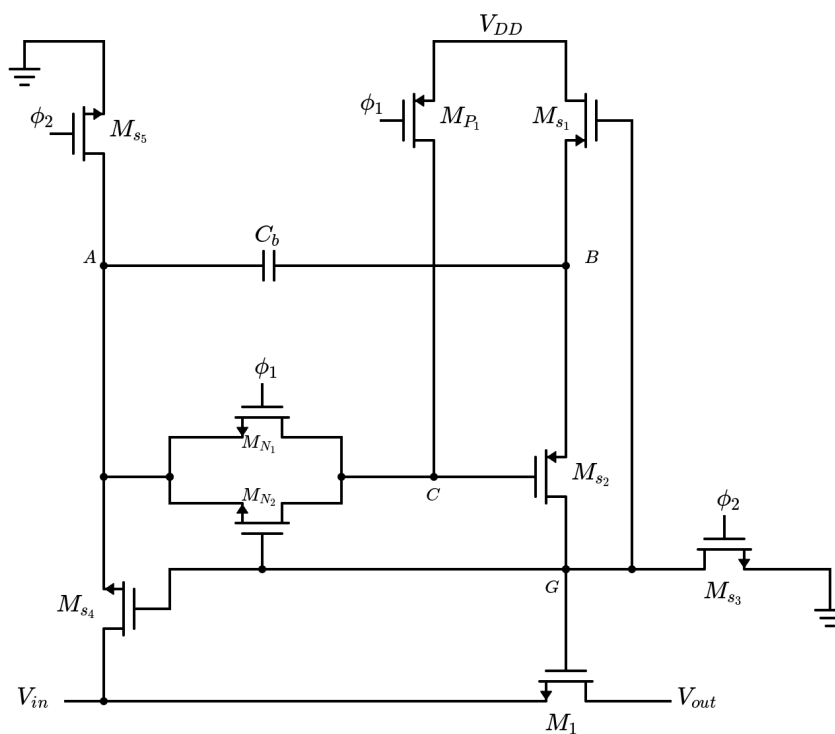 V_{DD}
ϕ_2
M_{s_5}
ϕ_1
M_{P_1}
M_{s_1}
A
C_b
B
ϕ_1
M_{N_1}
M_{N_2}
C
M_{s_2}
ϕ_2
M_{s_4}
G
M_{s_3}
V_{in}
V_{out}
M_1